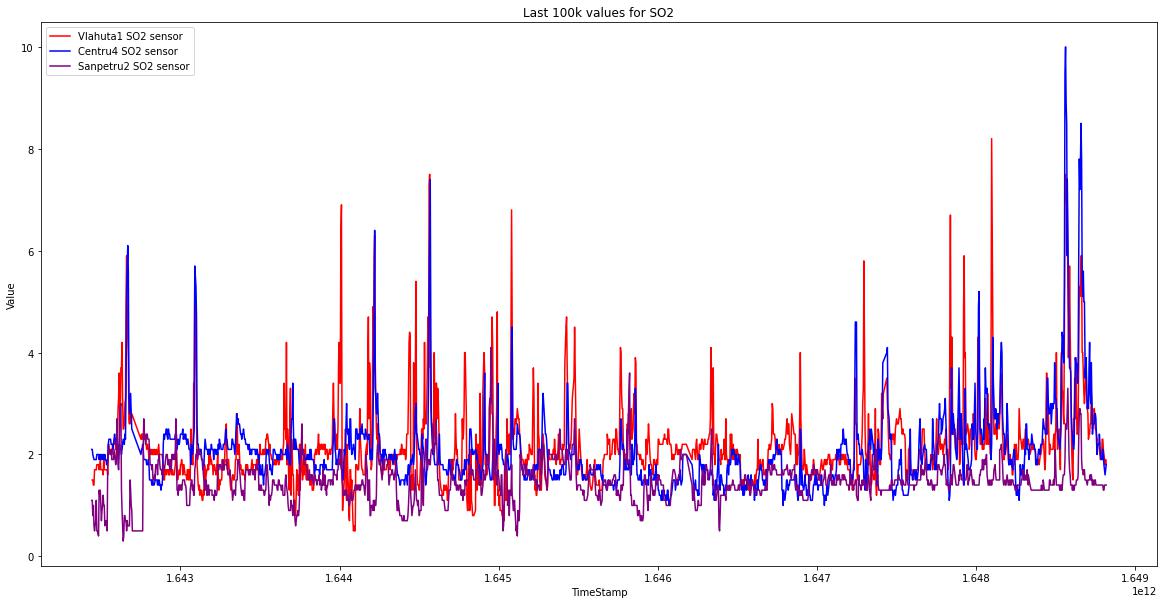 Last 100k values for SO2
Vlahuta1 SO2 sensor
Centru4 SO2 sensor
Sanpetru2 SO2 sensor
10
8
6
4
2
0
Value
1.643 1.644 1.645 1.646 1.647 1.648 1.649
1e12
TimeStamp